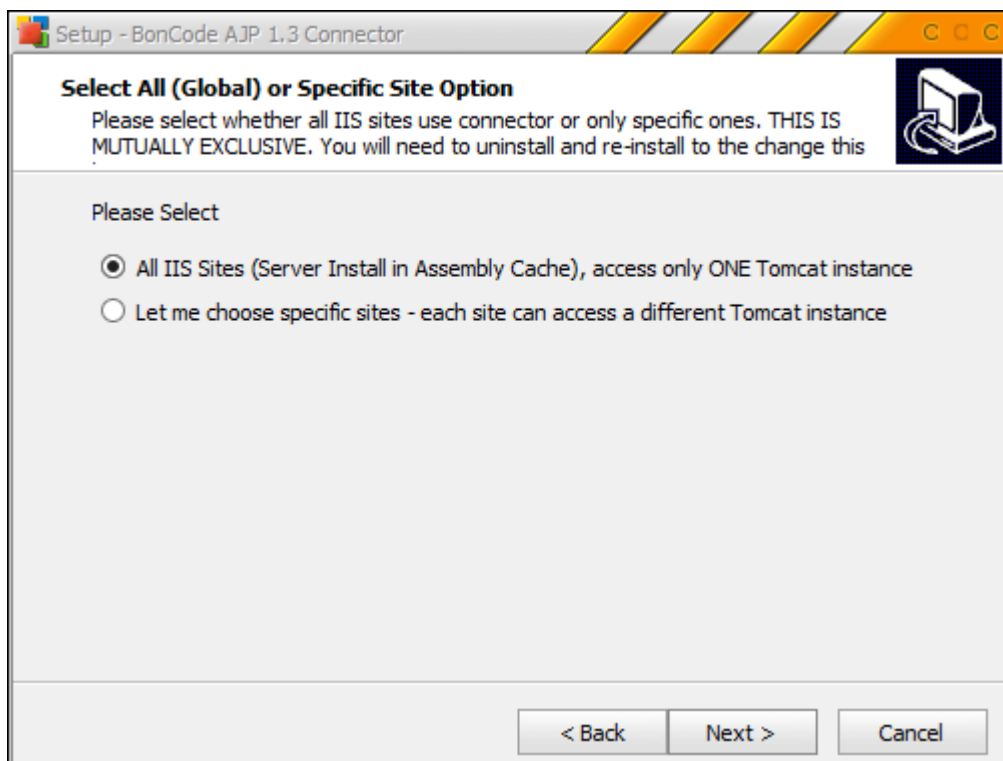 Setup - BonCode AJP 1.3 Connector
C C C
Select All (Global) or Specific Site Option
Please select whether all IIS sites use connector or only specific ones. THIS IS
MUTUALLY EXCLUSIVE. You will need to uninstall and re-install to the change this
Please Select
All IIS Sites (Server Install in Assembly Cache), access only ONE Tomcat instance
Let me choose specific sites - each site can access a different Tomcat instance
< Back
Next >
Cancel